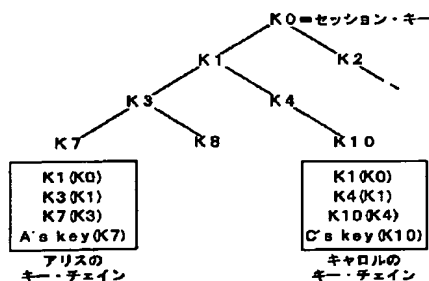 K0=セッション・キー
K1
K2
K3
K4
K7
K8
K10
K1(K0)
K3(K1)
K7(K3)
A's key(K7)
アリスの
キー・チェイン
K1(K0)
K4(K1)
K10(K4)
C's key(K10)
キャロルの
キー・チェイン